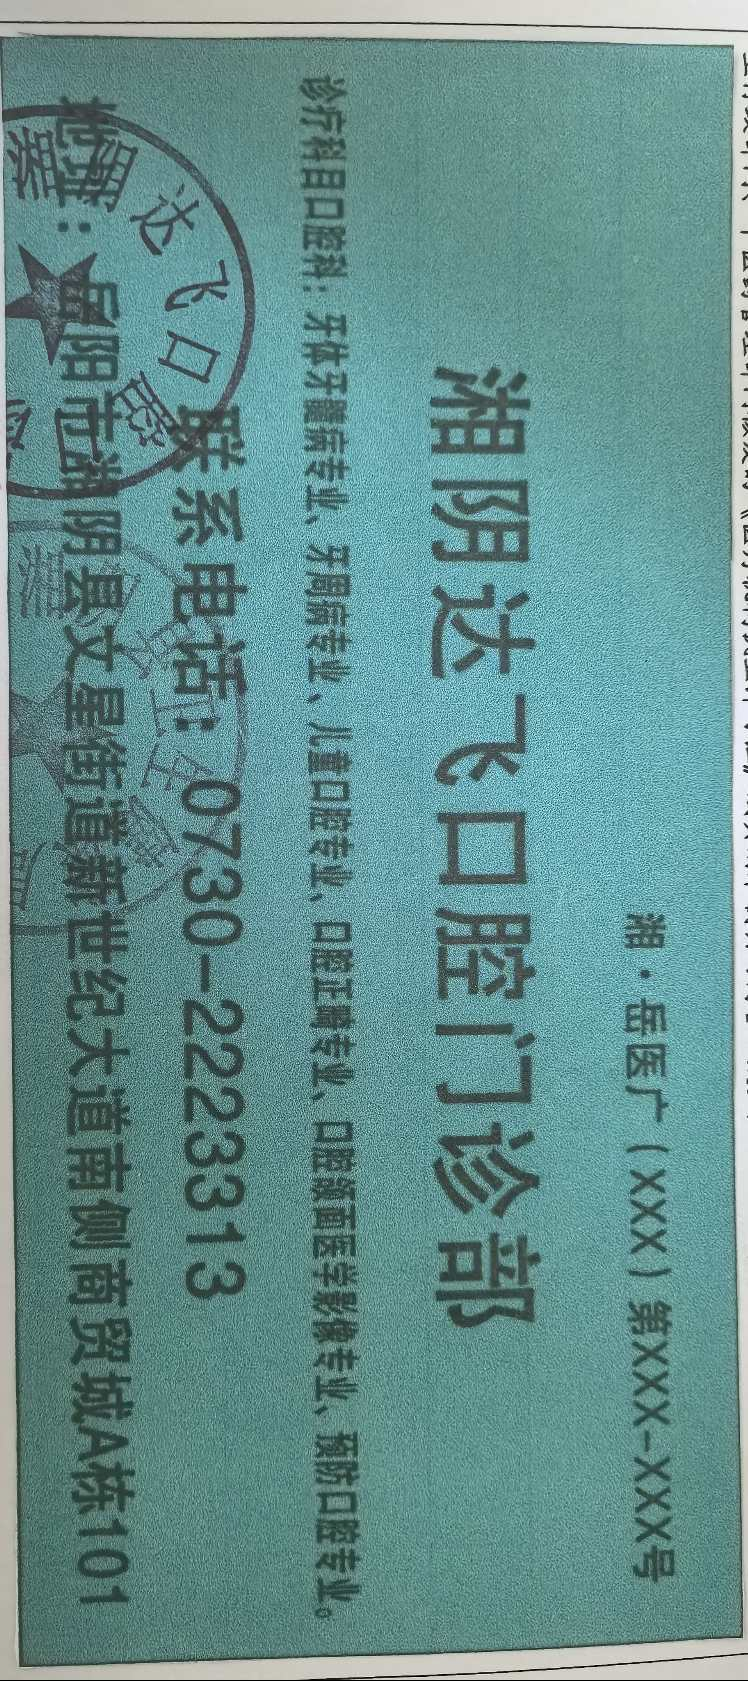 湘·岳医广（XXX）第XXX-XXX号
湘阴达飞口腔门诊部
诊疗科目口腔科：牙体牙髓病专业、牙周病专业、儿童口腔专业、口腔正畸专业、口腔颌面医学影像专业、预防口腔专业。
联系电话：0730-2223313
地址：岳阳市湘阴县文星街道新世纪大道南侧商贸城A栋101
达飞口腔